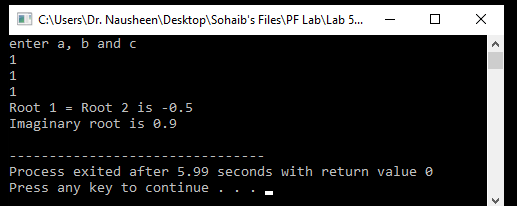 C:\Users\Dr. Nausheen\Desktop\Sohaib's Files\PF Lab\Lab 5...
enter a, b and c
1
1
1
Root 1 = Root 2 is -0.5
Imaginary root is 0.9
--------------------------------
Process exited after 5.99 seconds with return value 0
Press any key to continue . . .